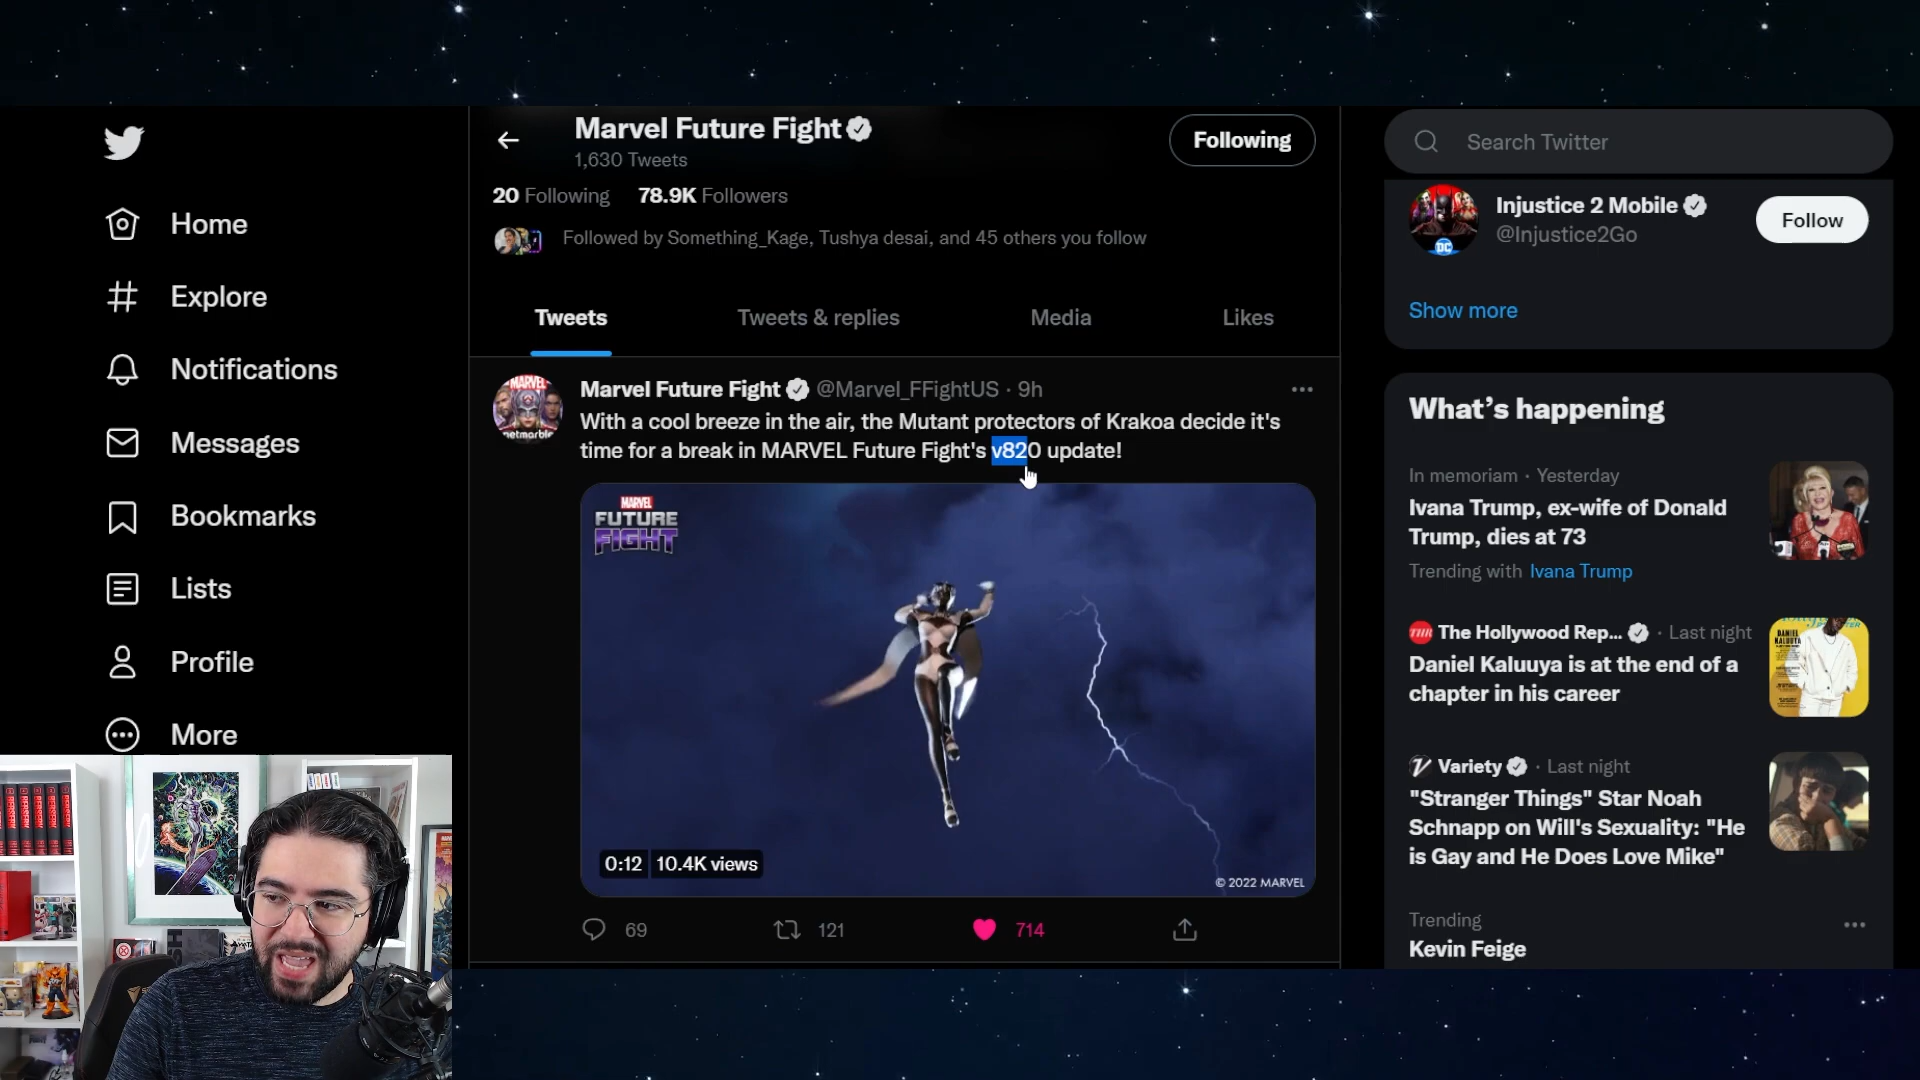 Marvel Future Fight
1,630 Tweets
Following
20 Following 78.9K Followers
Followed by Something_Kage, Tushya desai, and 45 others you follow
Tweets Tweets & replies Media Likes
Home
Explore
Notifications
Messages
Bookmarks
Lists
Profile
More
MARVEL
netmarble
Marvel Future Fight @Marvel_FFightUS · 9h
With a cool breeze in the air, the Mutant protectors of Krakoa decide it's
time for a break in MARVEL Future Fight's v820 update!
MARVEL
FUTURE
FIGHT
0:12 10.4K views
© 2022 MARVEL
69 121 714
Search Twitter
DC
Injustice 2 Mobile
@Injustice2Go
Follow
Show more
What's happening
In memoriam · Yesterday
Ivana Trump, ex-wife of Donald
Trump, dies at 73
Trending with Ivana Trump
THR The Hollywood Rep... · Last night
Daniel Kaluuya is at the end of a
chapter in his career
DANIEL
KALUUYA
V Variety · Last night
"Stranger Things" Star Noah
Schnapp on Will's Sexuality: "He
is Gay and He Does Love Mike"
Trending
Kevin Feige